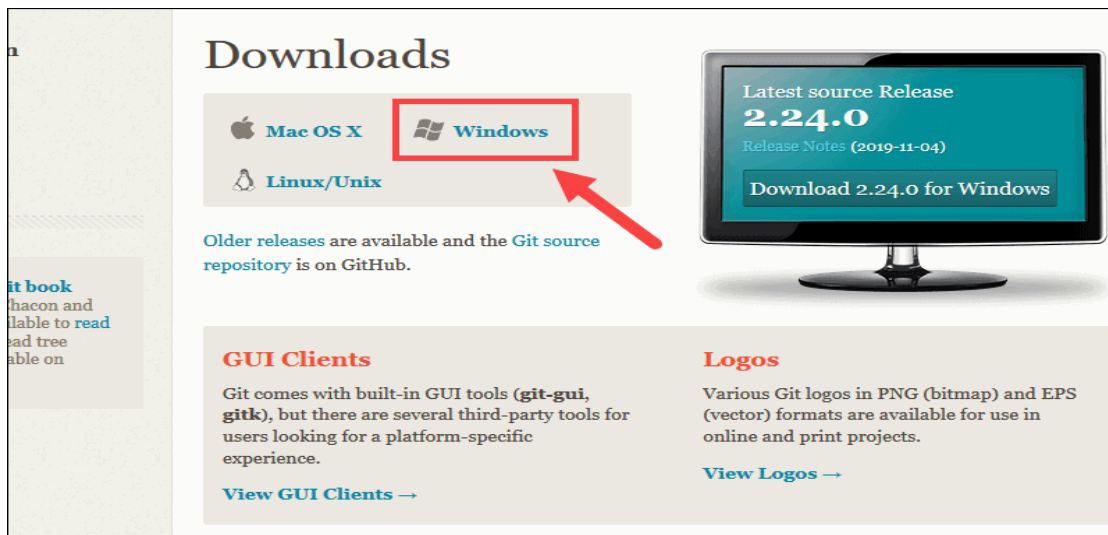 Downloads
Mac OS X
Windows
Linux/Unix
Older releases are available and the Git source
repository is on GitHub.
Latest source Release
2.24.0
Release Notes (2019-11-04)
Download 2.24.0 for Windows
it book
Chacon and
ilable to read
ead tree
able on
GUI Clients
Git comes with built-in GUI tools (git-gui,
gitk), but there are several third-party tools for
users looking for a platform-specific
experience.
View GUI Clients →
Logos
Various Git logos in PNG (bitmap) and EPS
(vector) formats are available for use in
online and print projects.
View Logos →